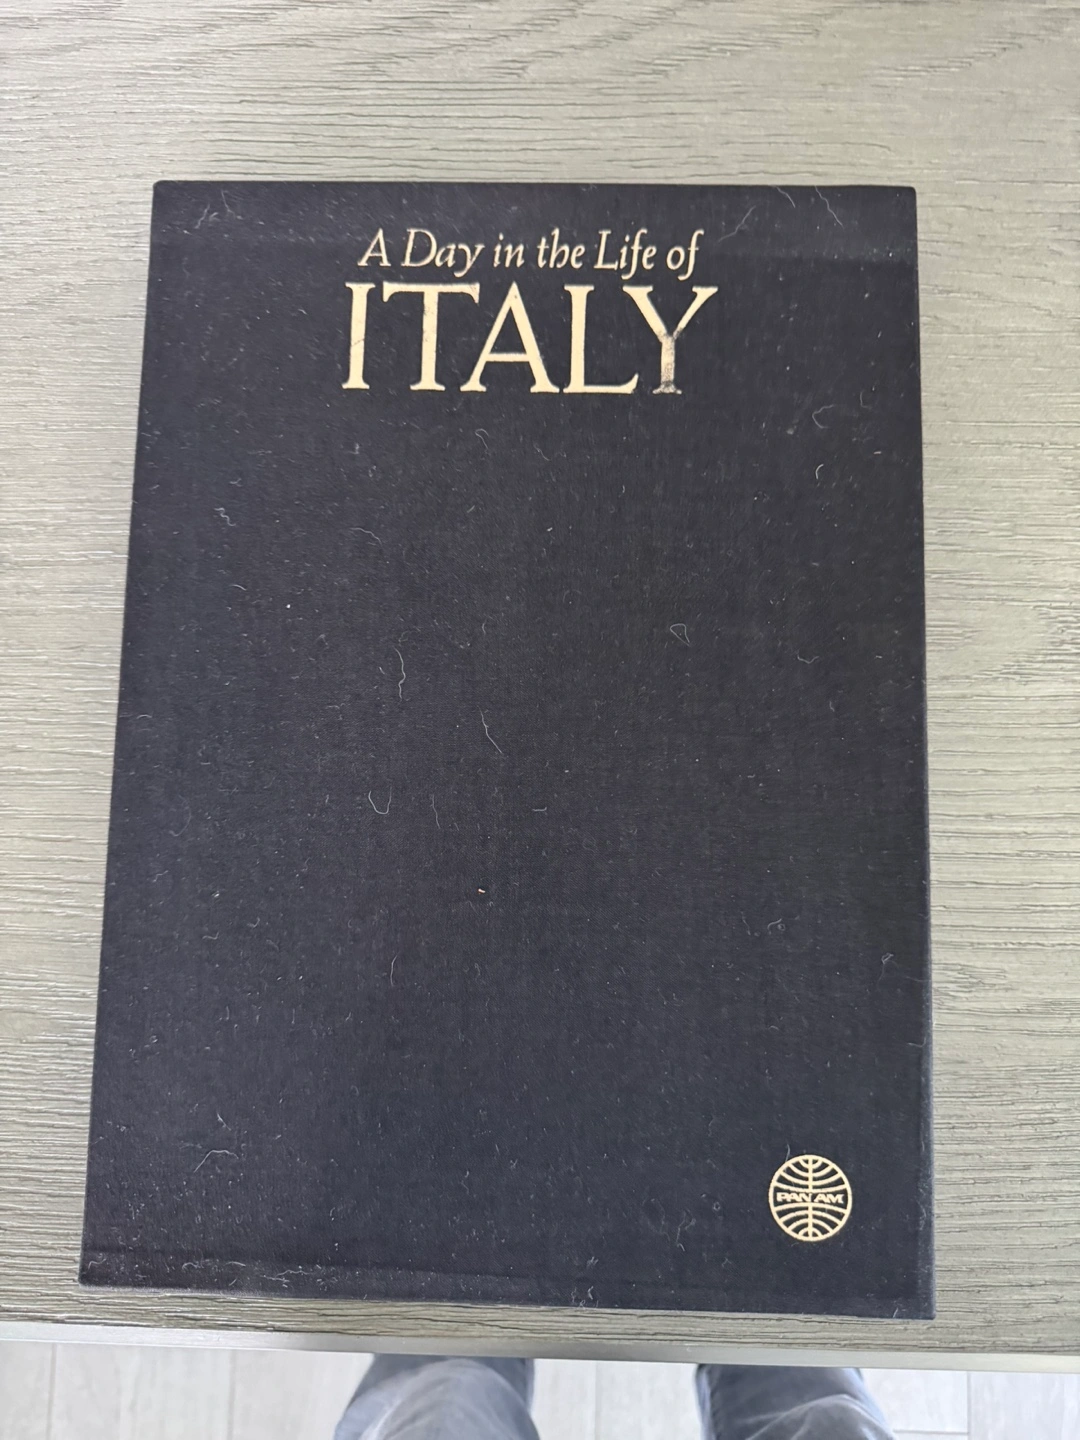 A Day in the Life of
ITALY
PAN AM